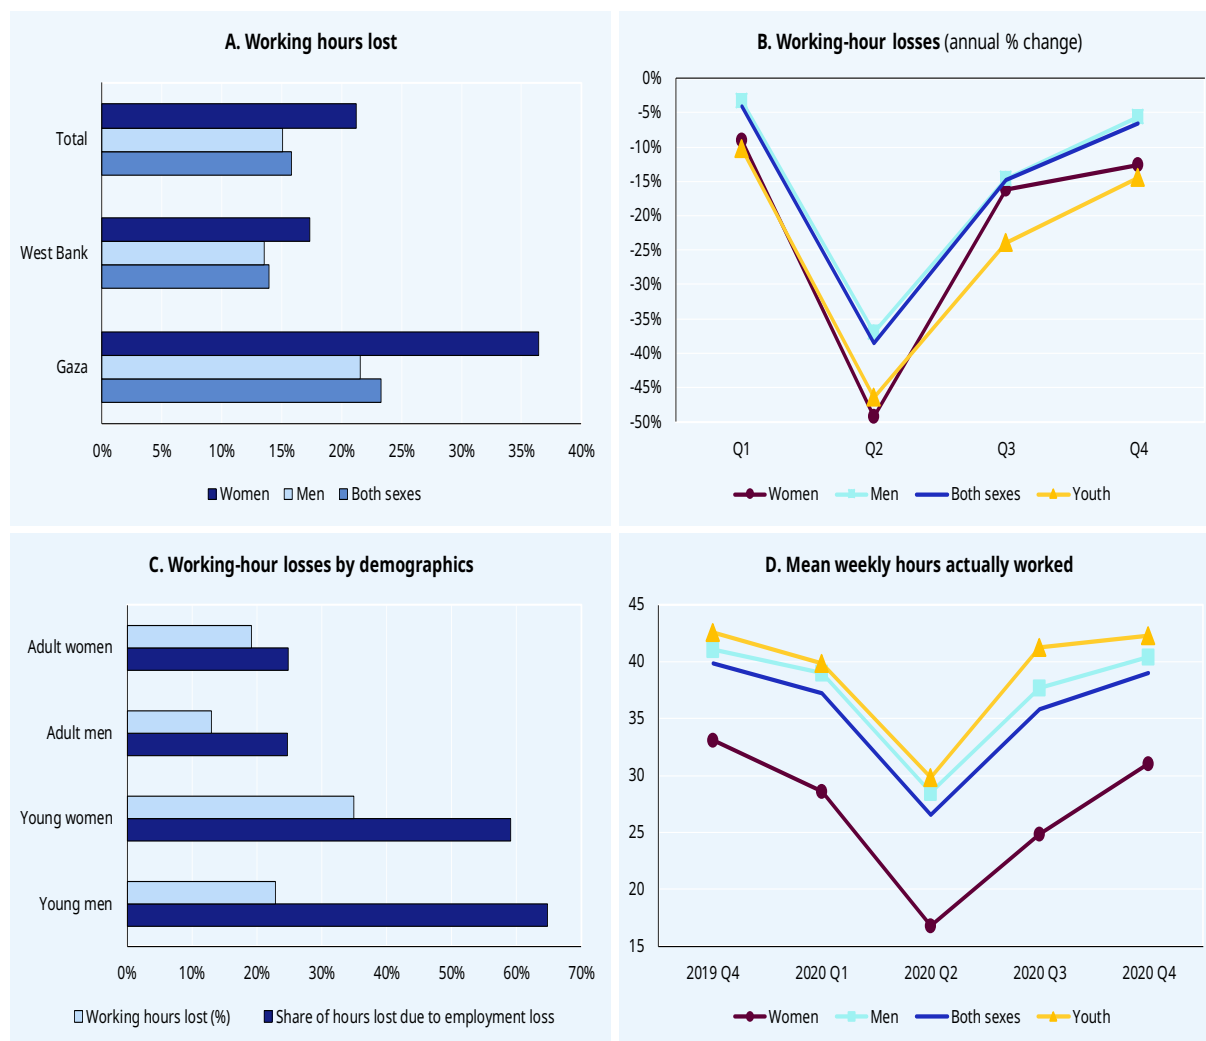 A. Working hours lost
Total
West Bank
Gaza
0% 5% 10% 15% 20% 25% 30% 35% 40%
Women Men Both sexes
B. Working-hour losses (annual % change)
0%
-5%
-10%
-15%
-20%
-25%
-30%
-35%
-40%
-45%
-50%
Q1 Q2 Q3 Q4
Women Men Both sexes Youth
C. Working-hour losses by demographics
Adult women
Adult men
Young women
Young men
0% 10% 20% 30% 40% 50% 60% 70%
Working hours lost (%) Share of hours lost due to employment loss
D. Mean weekly hours actually worked
45
40
35
30
25
20
15
2019 Q4 2020 Q1 2020 Q2 2020 Q3 2020 Q4
Women Men Both sexes Youth